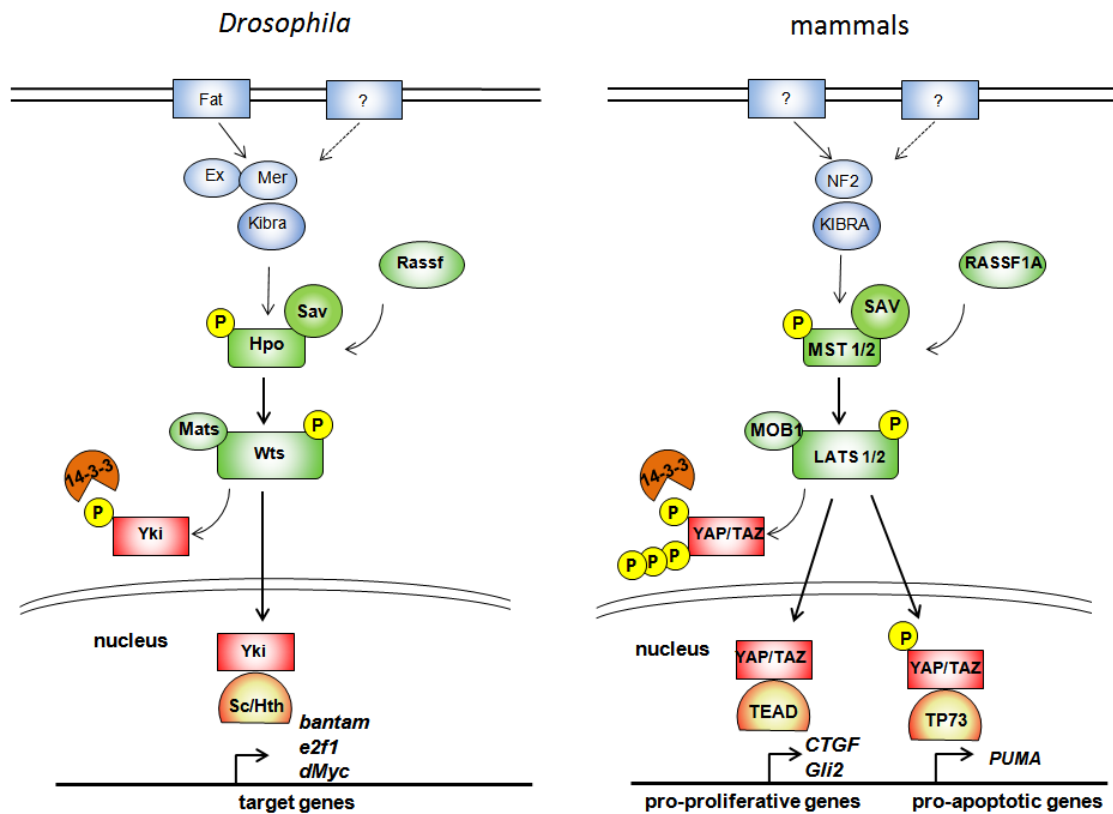 Drosophila
Fat
?
Ex
Mer
Kibra
Rassf
Sav
P
Hpo
Mats
P
Wts
14-3-3
P
Yki
nucleus
Yki
Sc/Hth
bantam
e2f1
dMyc
target genes
mammals
?
?
NF2
KIBRA
RASSF1A
SAV
P
MST 1/2
MOB1
P
LATS 1/2
14-3-3
P
YAP/TAZ
P
P
P
nucleus
P
YAP/TAZ
YAP/TAZ
TEAD
TP73
CTGF
Gli2
PUMA
pro-proliferative genes
pro-apoptotic genes